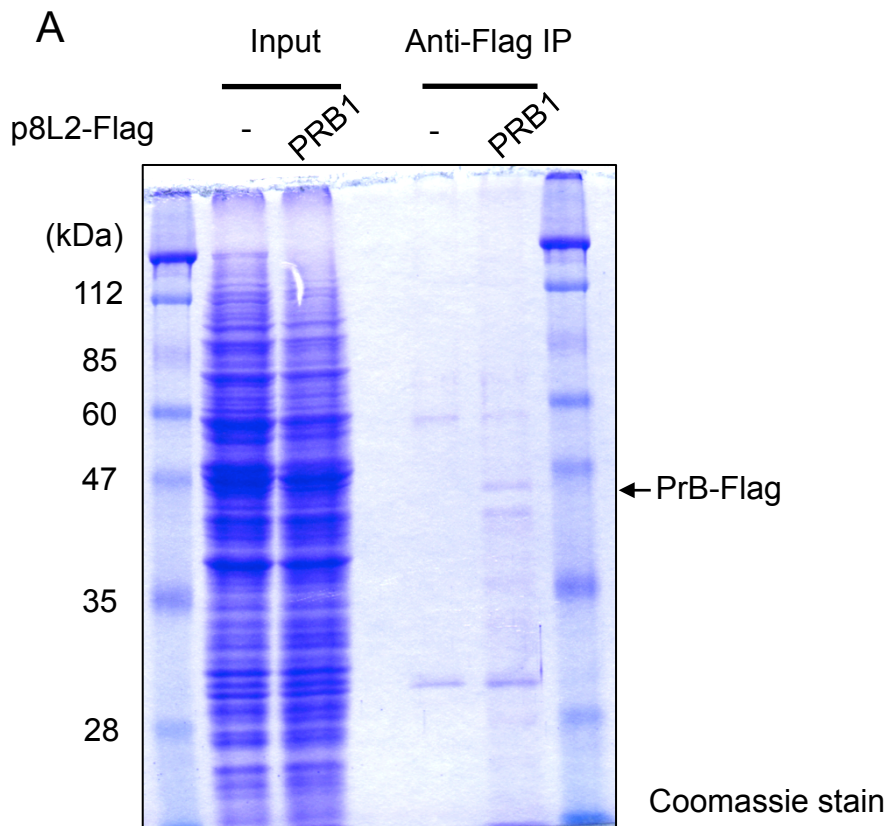 A
Input Anti-Flag IP
p8L2-Flag - PRB1 - PRB1
(kDa)
112
85
60
47
PrB-Flag
35
28
Coomassie stain